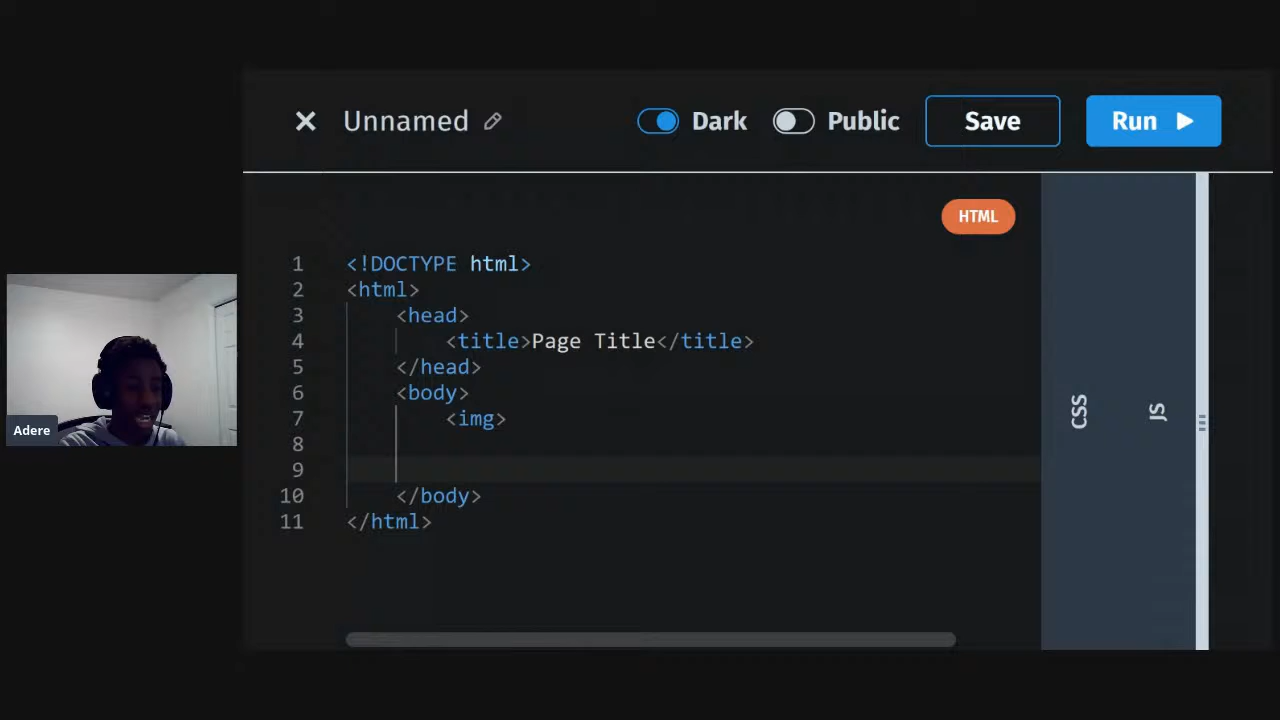 Unnamed
Dark
Public
Save
Run
HTML
1 <!DOCTYPE html>
2 <html>
3 <head>
4 <title>Page Title</title>
5 </head>
6 <body>
7 <img>
8
9
10 </body>
11 </html>
CSS
JS
Adere